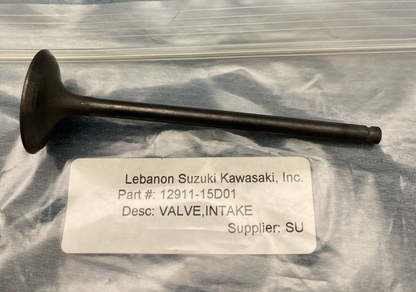 Lebanon Suzuki Kawasaki, Inc.
Part #: 12911-15D01
Desc: VALVE,INTAKE
Supplier: SU